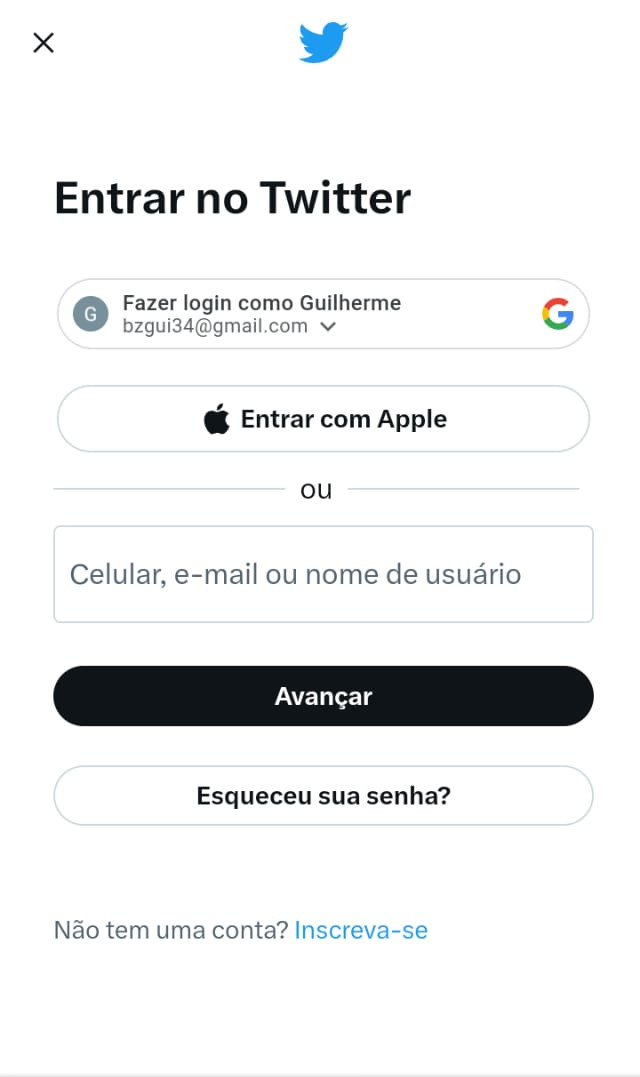 Entrar no Twitter
G
Fazer login como Guilherme
bzgui34@gmail.com
Entrar com Apple
ou
Celular, e-mail ou nome de usuário
Avançar
Esqueceu sua senha?
Não tem uma conta? Inscreva-se